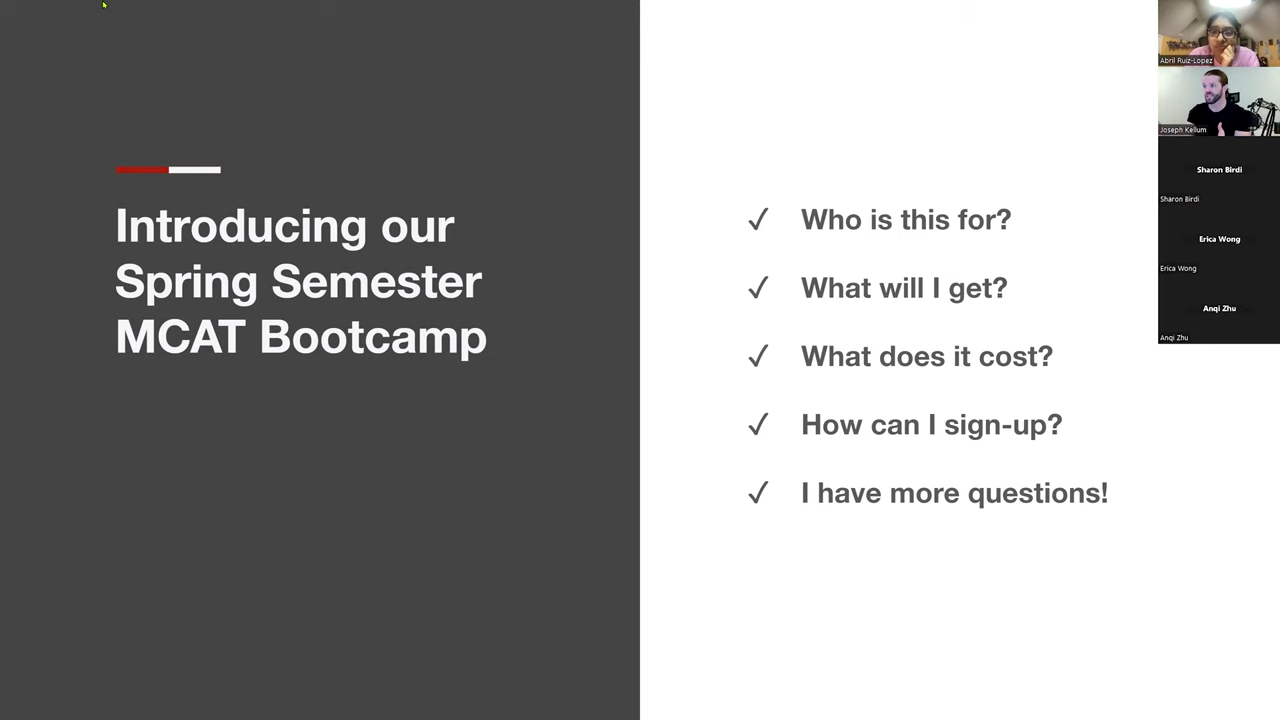 Introducing our
Spring Semester
MCAT Bootcamp
✓ Who is this for?
✓ What will I get?
✓ What does it cost?
✓ How can I sign-up?
✓ I have more questions!
Abril Ruiz-Lopez
Joseph Kellum
Sharon Birdi
Sharon Birdi
Erica Wong
Erica Wong
Anqi Zhu
Anqi Zhu